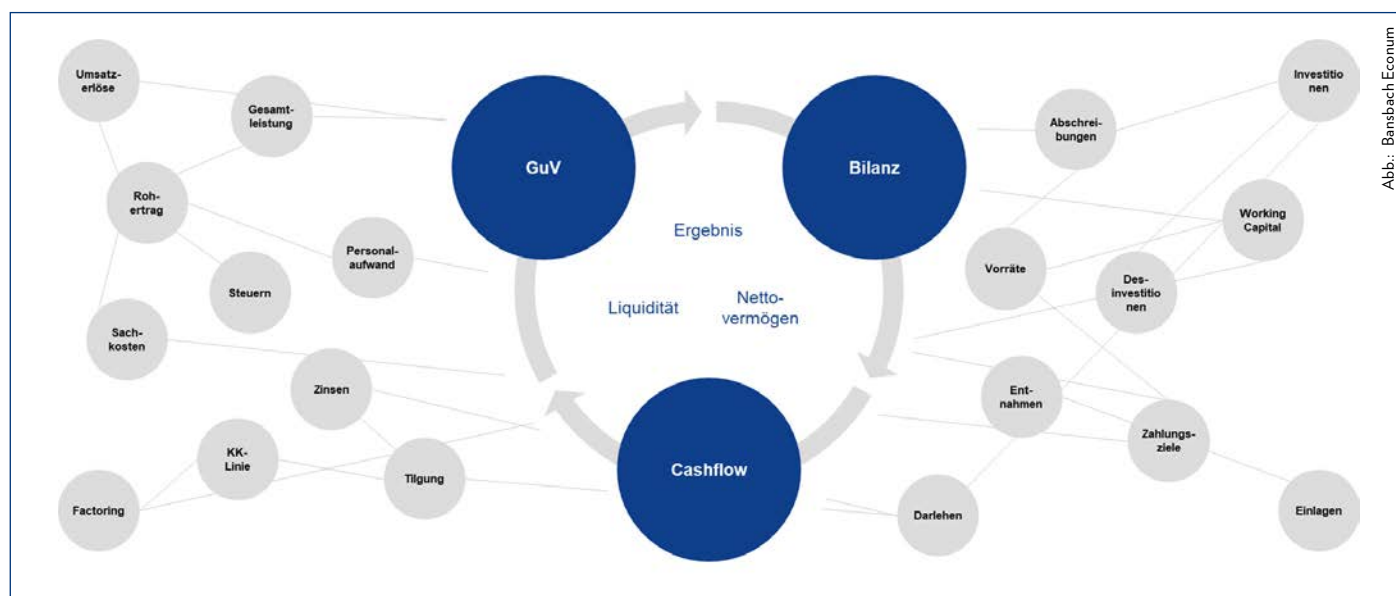 Abb.: Bansbach Econum
Umsatz-
erlöse
Gesamt-
leistung
Roh-
ertrag
Personal-
aufwand
Steuern
Sach-
kosten
Zinsen
KK-
Linie
Tilgung
Factoring
GuV
Bilanz
Ergebnis
Liquidität
Netto-
vermögen
Cashflow
Investitio
nen
Abschrei-
bungen
Working
Capital
Vorräte
Des-
investitio
nen
Ent-
nahmen
Zahlungs-
ziele
Darlehen
Einlagen